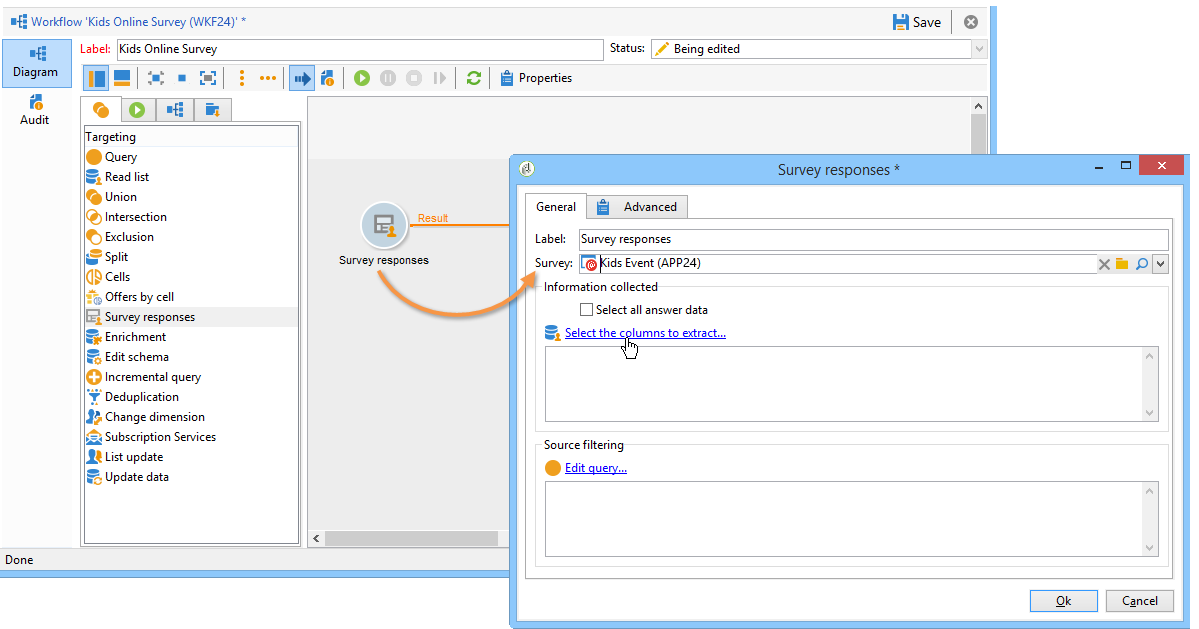 Workflow 'Kids Online Survey (WKF24)' *
Save
Diagram
Audit
Label: Kids Online Survey
Status: Being edited
Properties
Targeting
Query
Read list
Union
Intersection
Exclusion
Split
Cells
Offers by cell
Survey responses
Enrichment
Edit schema
Incremental query
Deduplication
Change dimension
Subscription Services
List update
Update data
Result
Survey responses
Done
Survey responses *
General
Advanced
Label: Survey responses
Survey: Kids Event (APP24)
Information collected
Select all answer data
Select the columns to extract...
Source filtering
Edit query...
Ok
Cancel